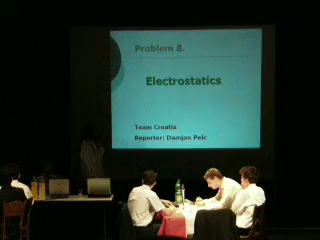 Problem 8.
Electrostatics
Team Croatia
Reporter: Damjan Pelc